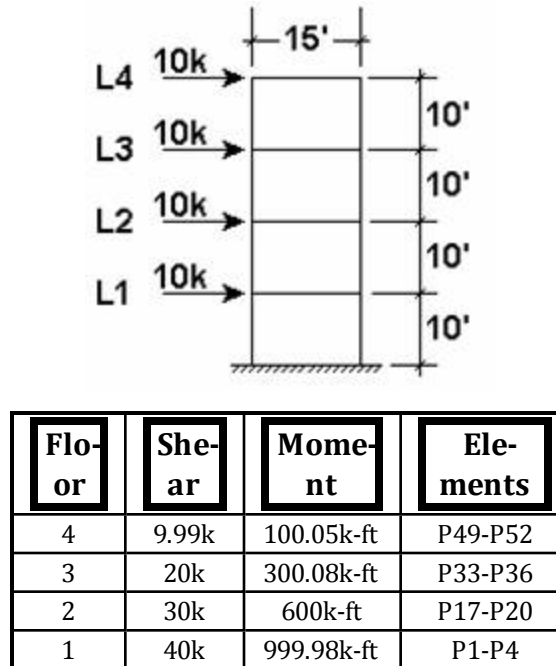 15'
L4 10k
10'
L3 10k
10'
L2 10k
10'
L1 10k
10'
Flo-
or
She-
ar
Mome-
nt
Ele-
ments
4 9.99k 100.05k-ft P49-P52
3 20k 300.08k-ft P33-P36
2 30k 600k-ft P17-P20
1 40k 999.98k-ft P1-P4